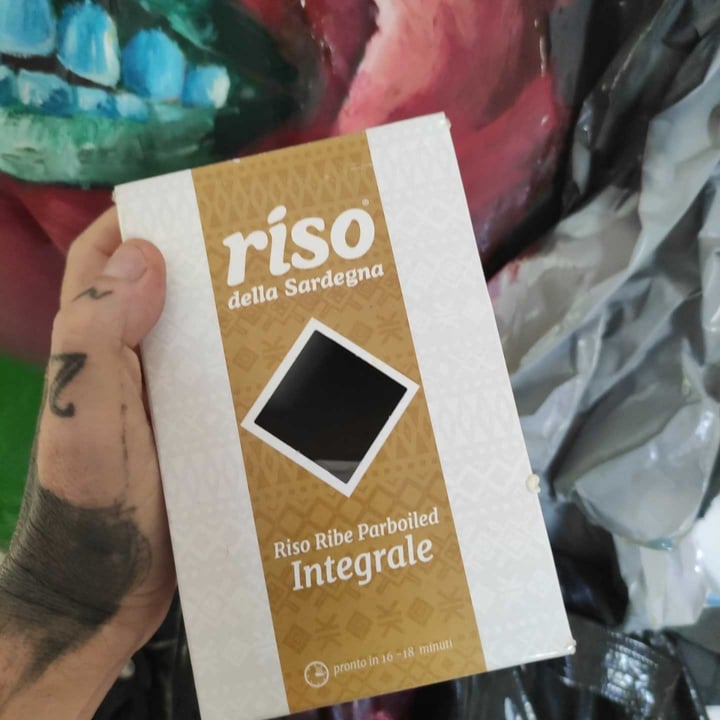 riso®
della Sardegna
Riso Ribe Parboiled
Integrale
pronto in 16-18 minuti